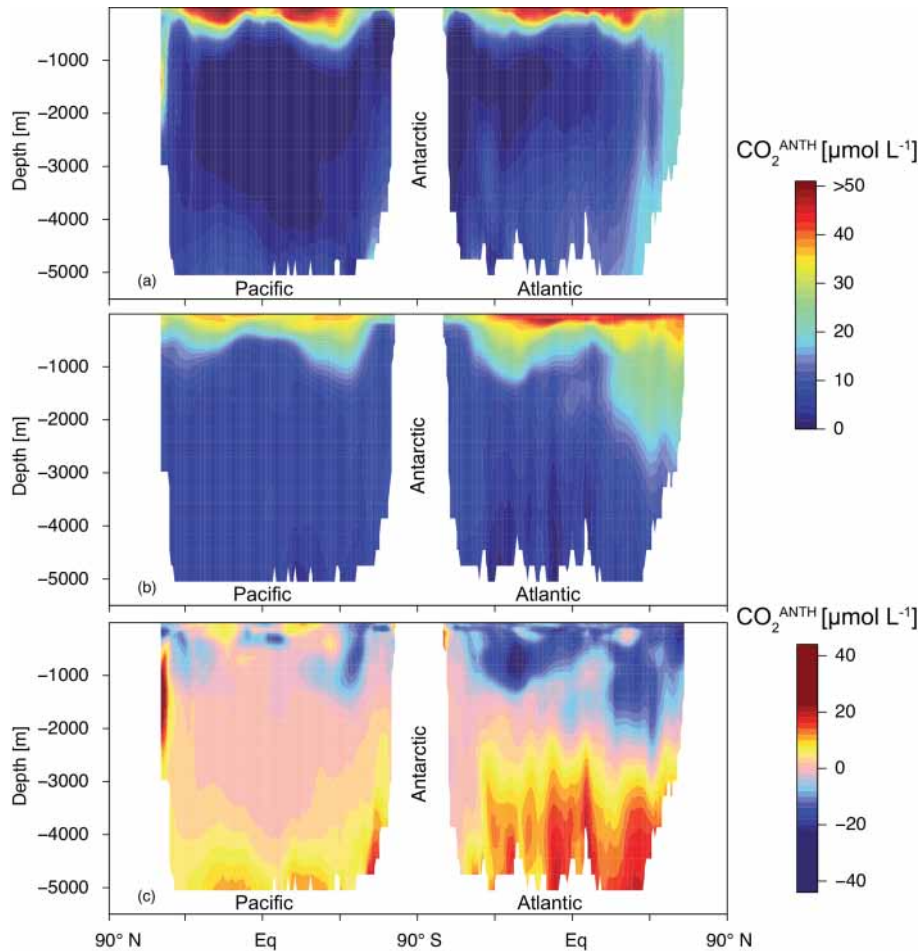 −1000
−2000
−3000
−4000
−5000
Depth [m]
(a)
Pacific
Antarctic
Atlantic
CO₂ᴬᴺᵀᴴ [µmol L⁻¹]
>50
40
30
20
10
0
−1000
−2000
−3000
−4000
−5000
Depth [m]
(b)
Pacific
Antarctic
Atlantic
CO₂ᴬᴺᵀᴴ [µmol L⁻¹]
40
20
0
−20
−40
−1000
−2000
−3000
−4000
−5000
Depth [m]
(c)
Pacific
Antarctic
Atlantic
90° N
Eq
90° S
Eq
90° N